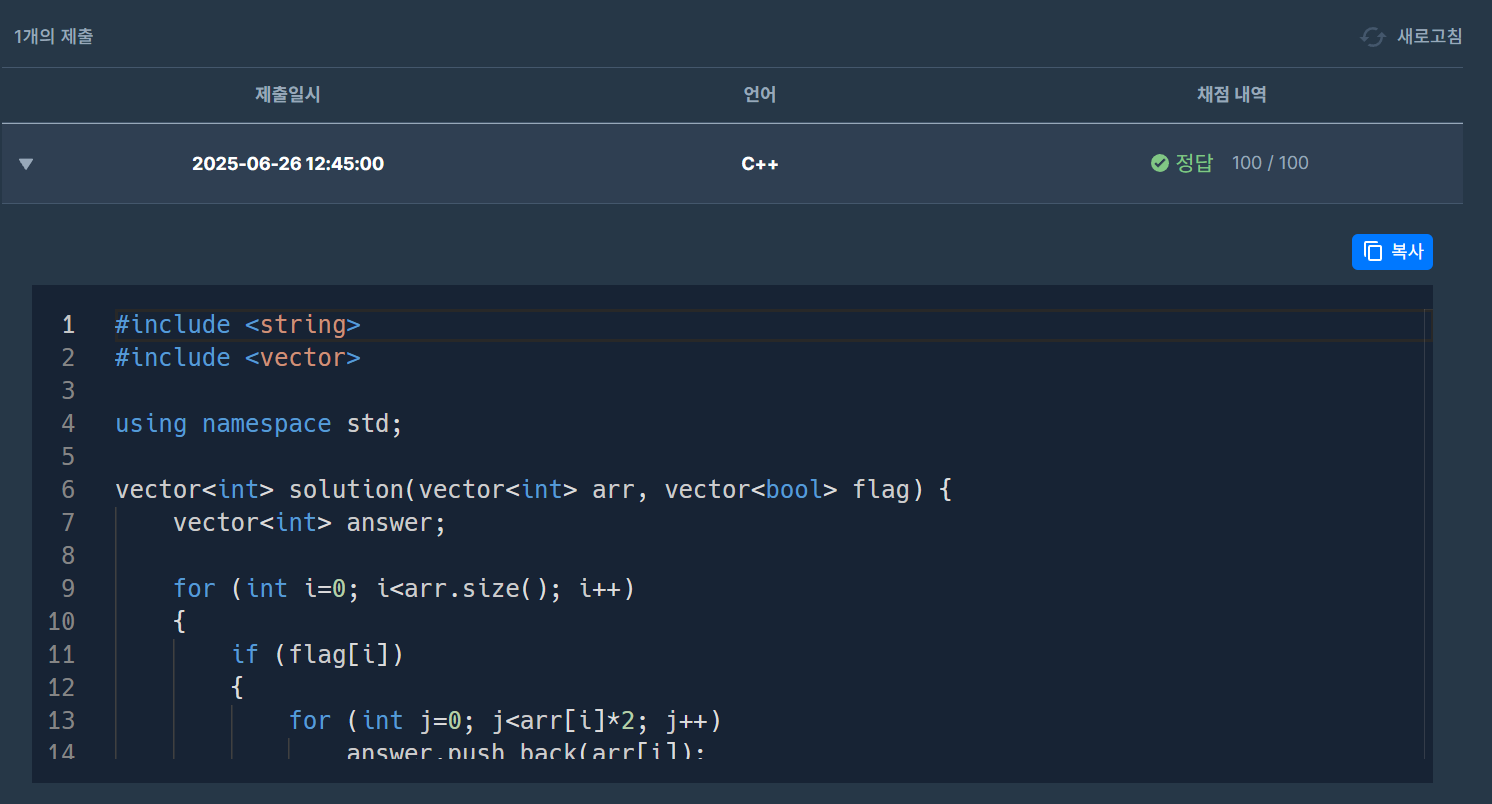 1개의 제출
새로고침
제출일시 언어 채점 내역
2025-06-26 12:45:00 C++ 정답 100 / 100
복사
1 #include <string>
2 #include <vector>
3
4 using namespace std;
5
6 vector<int> solution(vector<int> arr, vector<bool> flag) {
7     vector<int> answer;
8
9     for (int i=0; i<arr.size(); i++)
10     {
11         if (flag[i])
12         {
13             for (int j=0; j<arr[i]*2; j++)
14                 answer.push_back(arr[i]);